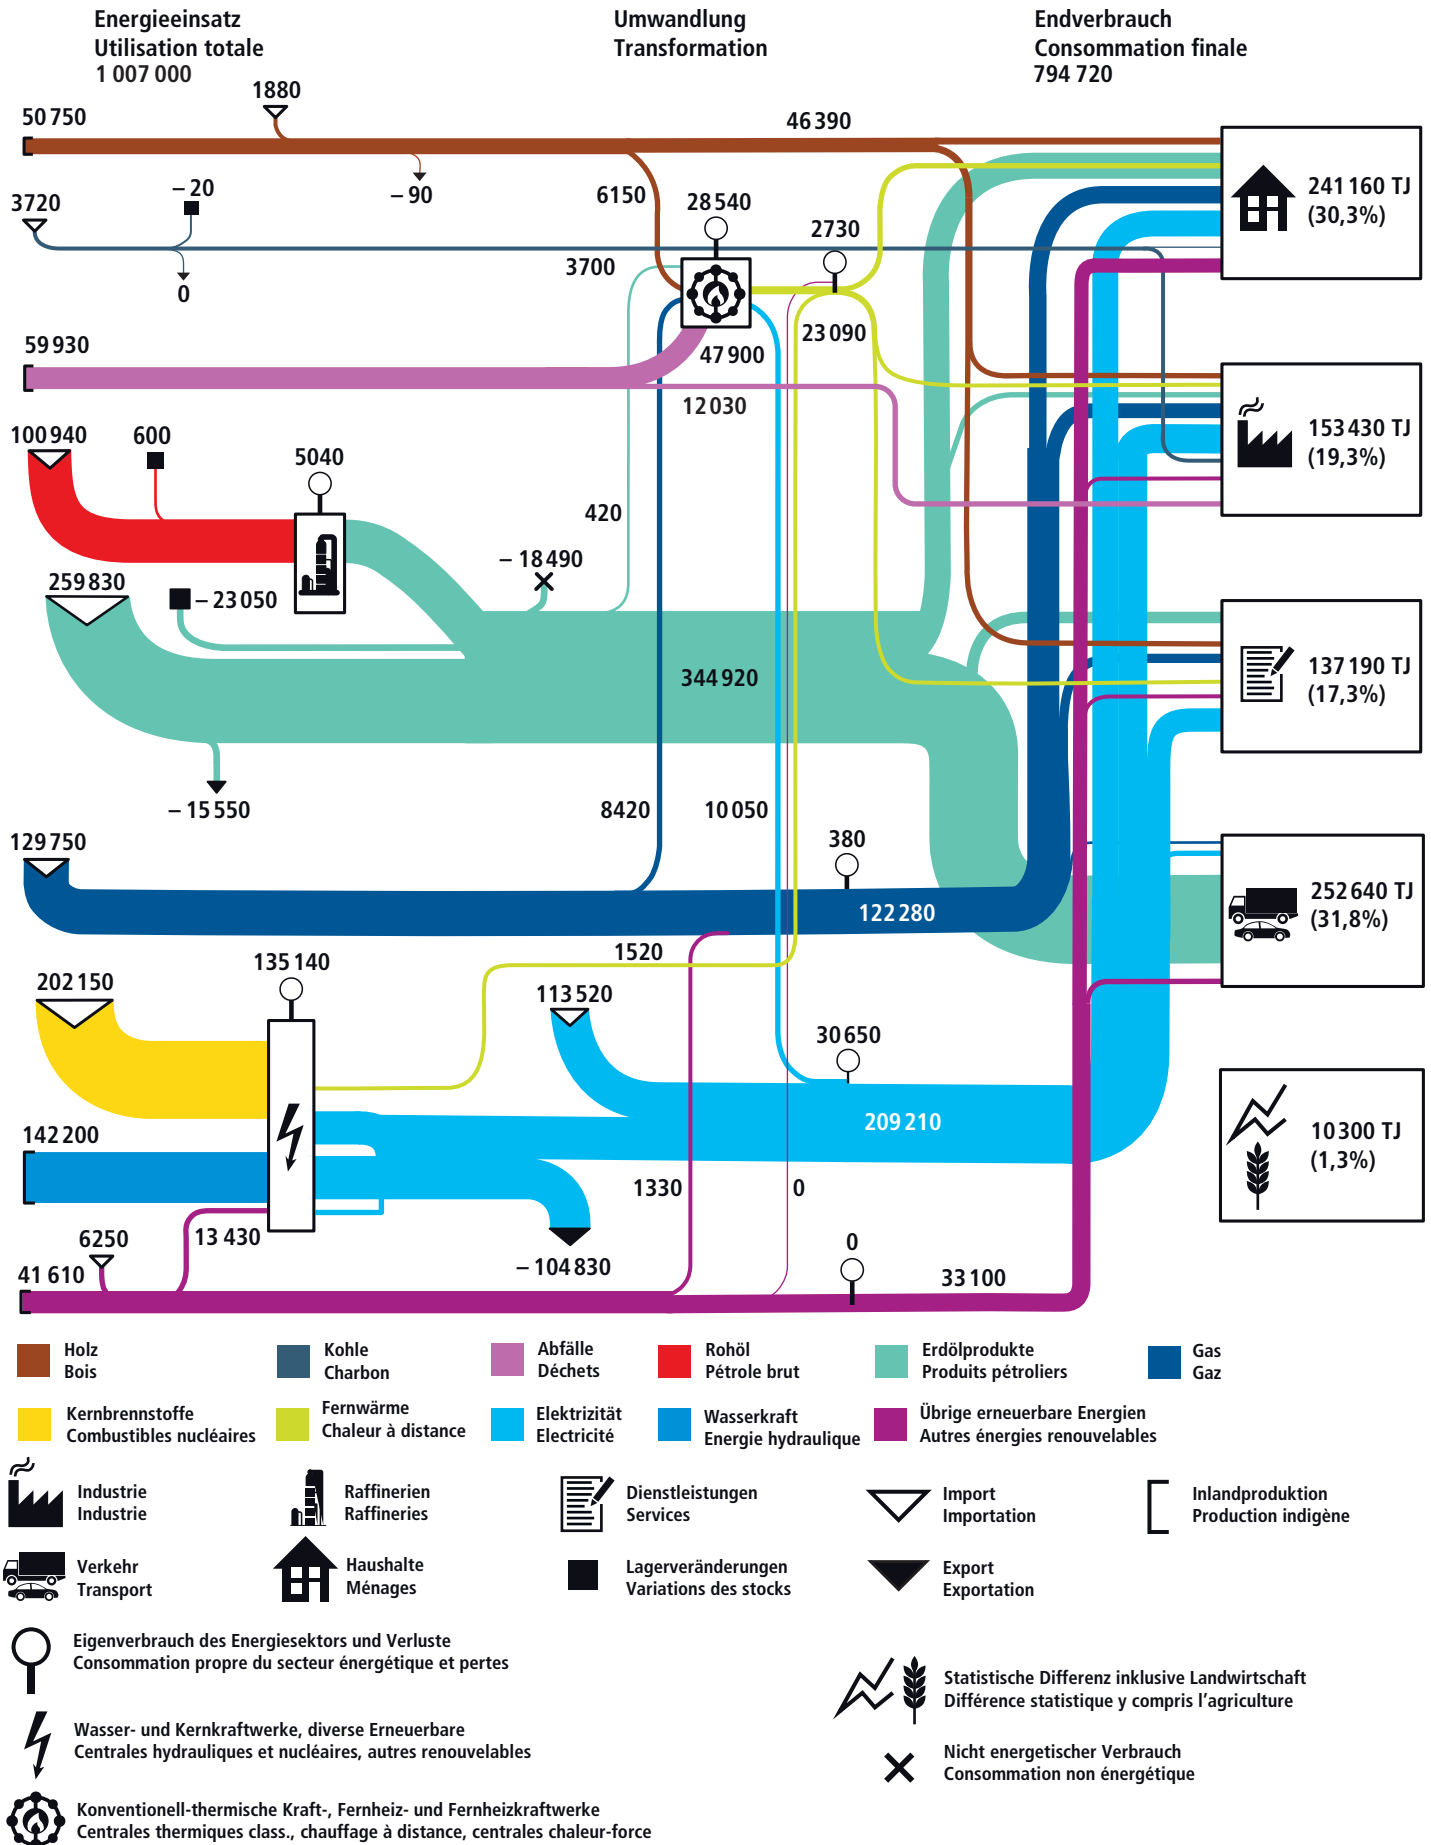 Energieeinsatz
Utilisation totale
1 007 000
Umwandlung
Transformation
Endverbrauch
Consommation finale
794 720
1880
50 750
46 390
– 90
6150
– 20
3720
0
28 540
2730
241 160 TJ
(30,3%)
3700
23 090
59 930
47 900
12 030
100 940
600
5040
153 430 TJ
(19,3%)
420
– 18 490
259 830
– 23 050
344 920
137 190 TJ
(17,3%)
– 15 550
8420
10 050
129 750
380
122 280
252 640 TJ
(31,8%)
1520
202 150
135 140
113 520
30 650
209 210
142 200
10 300 TJ
(1,3%)
1330
0
13 430
6250
– 104 830
0
41 610
33 100
Holz
Bois
Kohle
Charbon
Abfälle
Déchets
Rohöl
Pétrole brut
Erdölprodukte
Produits pétroliers
Gas
Gaz
Kernbrennstoffe
Combustibles nucléaires
Fernwärme
Chaleur à distance
Elektrizität
Electricité
Wasserkraft
Energie hydraulique
Übrige erneuerbare Energien
Autres énergies renouvelables
Industrie
Industrie
Raffinerien
Raffineries
Dienstleistungen
Services
Import
Importation
Inlandproduktion
Production indigène
Verkehr
Transport
Haushalte
Ménages
Lagerveränderungen
Variations des stocks
Export
Exportation
Eigenverbrauch des Energiesektors und Verluste
Consommation propre du secteur énergétique et pertes
Statistische Differenz inklusive Landwirtschaft
Différence statistique y compris l’agriculture
Wasser- und Kernkraftwerke, diverse Erneuerbare
Centrales hydrauliques et nucléaires, autres renouvelables
Nicht energetischer Verbrauch
Consommation non énergétique
Konventionell-thermische Kraft-, Fernheiz- und Fernheizkraftwerke
Centrales thermiques class., chauffage à distance, centrales chaleur-force